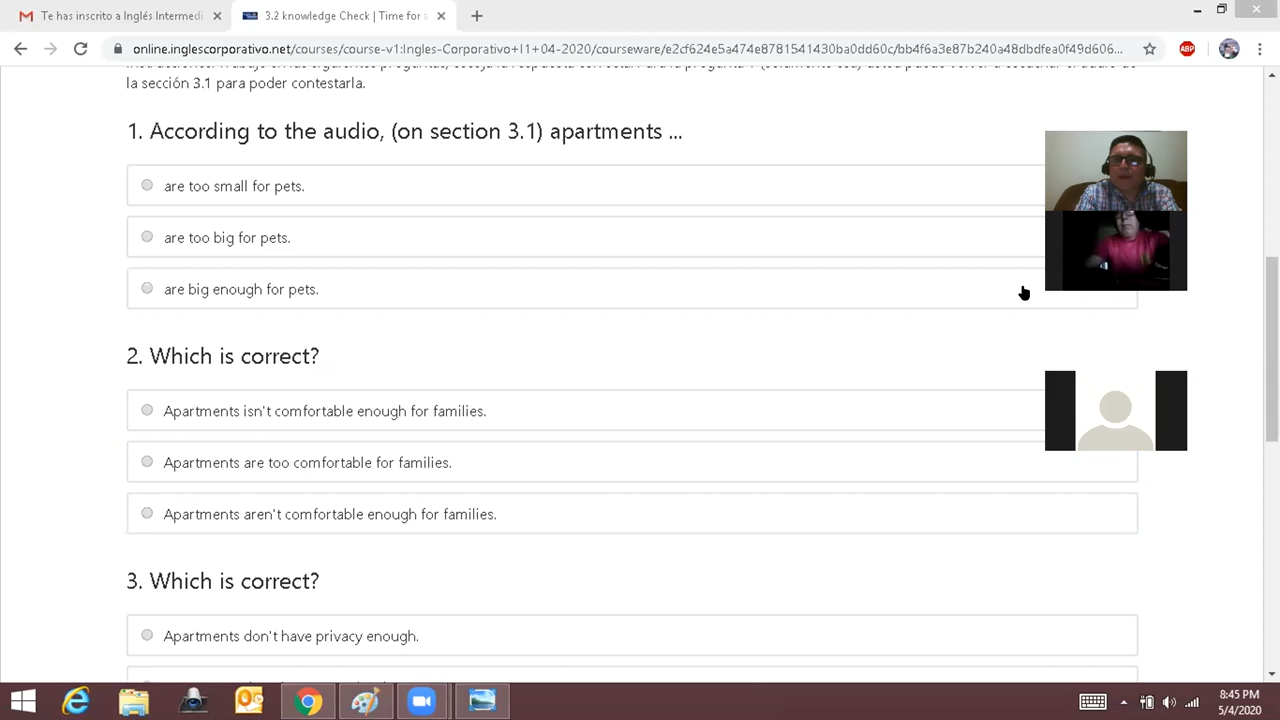 Te has inscrito a Inglés Intermedi
3.2 knowledge Check | Time for a
online.inglescorporativo.net/courses/course-v1:Ingles-Corporativo+I1+04-2020/courseware/e2cf624e5a474e8781541430ba0dd60c/bb4f6a3e87b240a48dbdfea0f49d606...
ABP
la sección 3.1 para poder contestarla.
1. According to the audio, (on section 3.1) apartments ...
are too small for pets.
are too big for pets.
are big enough for pets.
2. Which is correct?
Apartments isn't comfortable enough for families.
Apartments are too comfortable for families.
Apartments aren't comfortable enough for families.
3. Which is correct?
Apartments don't have privacy enough.
8:45 PM
5/4/2020